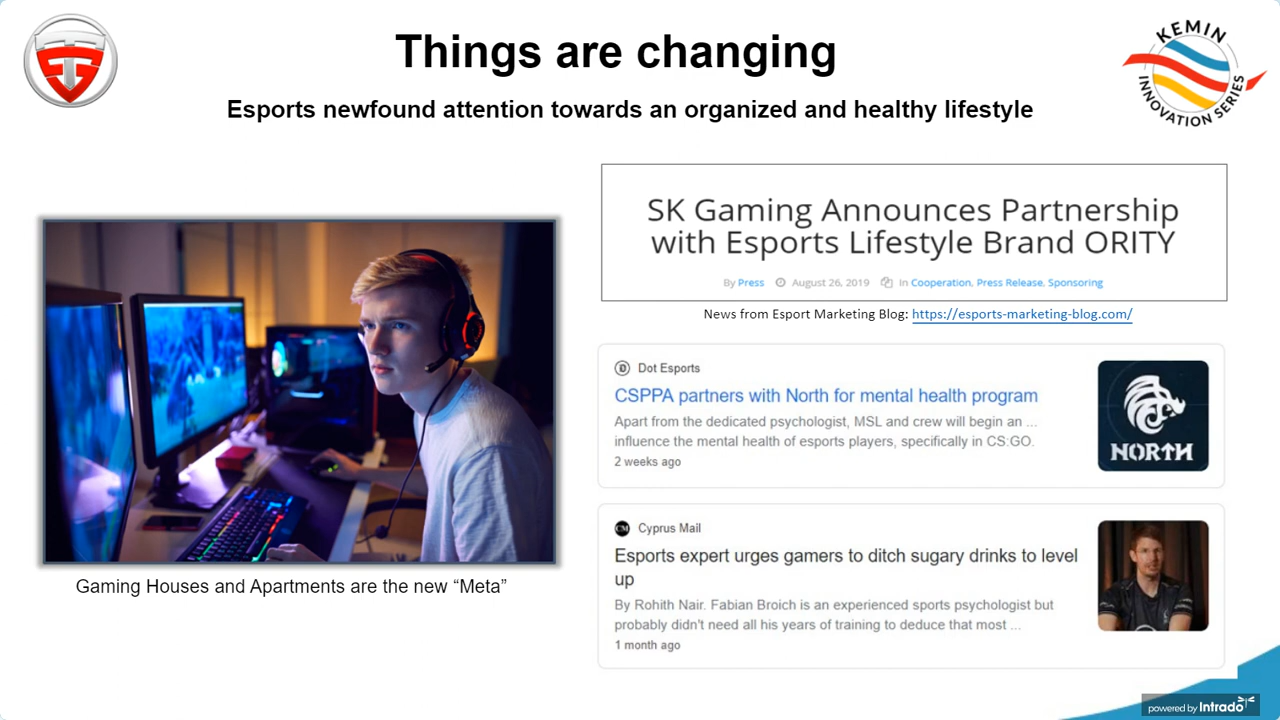 Things are changing
Esports newfound attention towards an organized and healthy lifestyle
KEMIN
INNOVATION SERIES
Gaming Houses and Apartments are the new “Meta”
SK Gaming Announces Partnership
with Esports Lifestyle Brand ORITY
By Press August 26, 2019 In Cooperation, Press Release, Sponsoring
News from Esport Marketing Blog: https://esports-marketing-blog.com/
Dot Esports
CSPPA partners with North for mental health program
Apart from the dedicated psychologist, MSL and crew will begin an ...
influence the mental health of esports players, specifically in CS:GO.
2 weeks ago
NORTH
CM Cyprus Mail
Esports expert urges gamers to ditch sugary drinks to level
up
By Rohith Nair. Fabian Broich is an experienced sports psychologist but
probably didn't need all his years of training to deduce that most ...
1 month ago
powered by Intrado